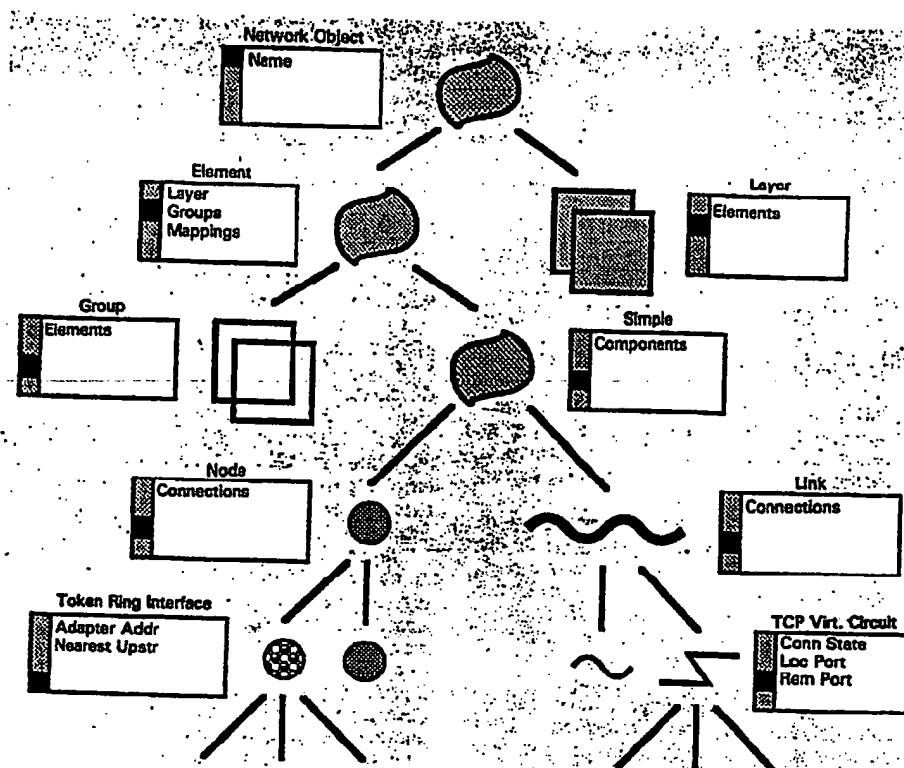 Network Object
Name
Element
Layer
Groups
Mappings
Layer
Elements
Group
Elements
Simple
Components
Node
Connections
Link
Connections
Token Ring Interface
Adapter Addr
Nearest Upstr
TCP Virt. Circuit
Conn State
Loc Port
Rem Port